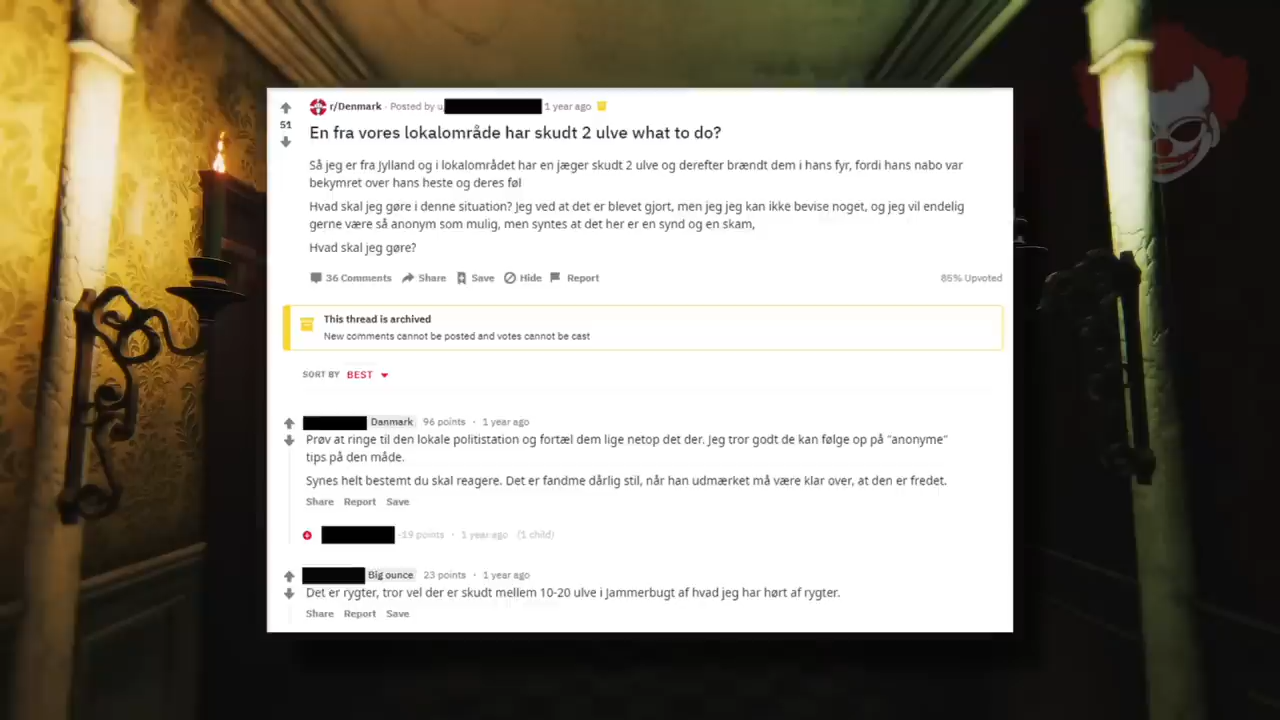 r/Denmark · Posted by u 1 year ago
51
En fra vores lokalområde har skudt 2 ulve what to do?
Så jeg er fra Jylland og i lokalområdet har en jæger skudt 2 ulve og derefter brændt dem i hans fyr, fordi hans nabo var
bekymret over hans heste og deres føl
Hvad skal jeg gøre i denne situation? Jeg ved at det er blevet gjort, men jeg jeg kan ikke bevise noget, og jeg vil endelig
gerne være så anonym som mulig, men syntes at det her er en synd og en skam,
Hvad skal jeg gøre?
36 Comments Share Save Hide Report 85% Upvoted
This thread is archived
New comments cannot be posted and votes cannot be cast
SORT BY BEST
Danmark 96 points · 1 year ago
Prøv at ringe til den lokale politistation og fortæl dem lige netop det der. Jeg tror godt de kan følge op på "anonyme"
tips på den måde.
Synes helt bestemt du skal reagere. Det er fandme dårlig stil, når han udmærket må være klar over, at den er fredet.
Share Report Save
-19 points · 1 year ago (1 child)
Big ounce 23 points · 1 year ago
Det er rygter, tror vel der er skudt mellem 10-20 ulve i Jammerbugt af hvad jeg har hørt af rygter.
Share Report Save